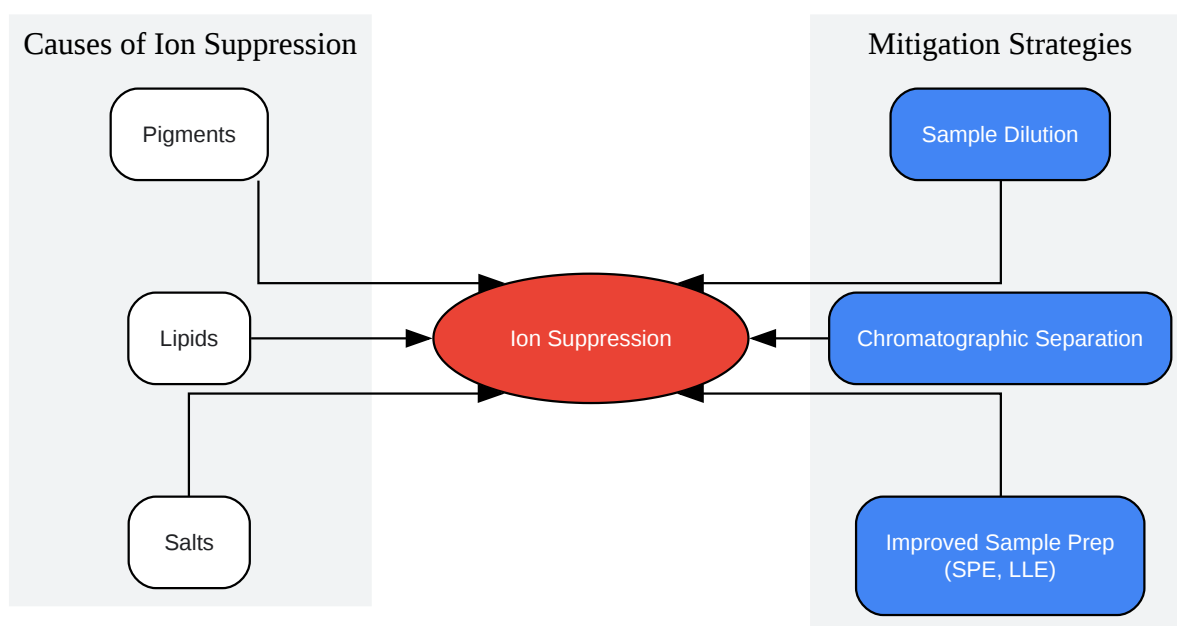 Causes of Ion Suppression
Pigments
Lipids
Salts
Ion Suppression
Mitigation Strategies
Sample Dilution
Chromatographic Separation
Improved Sample Prep
(SPE, LLE)